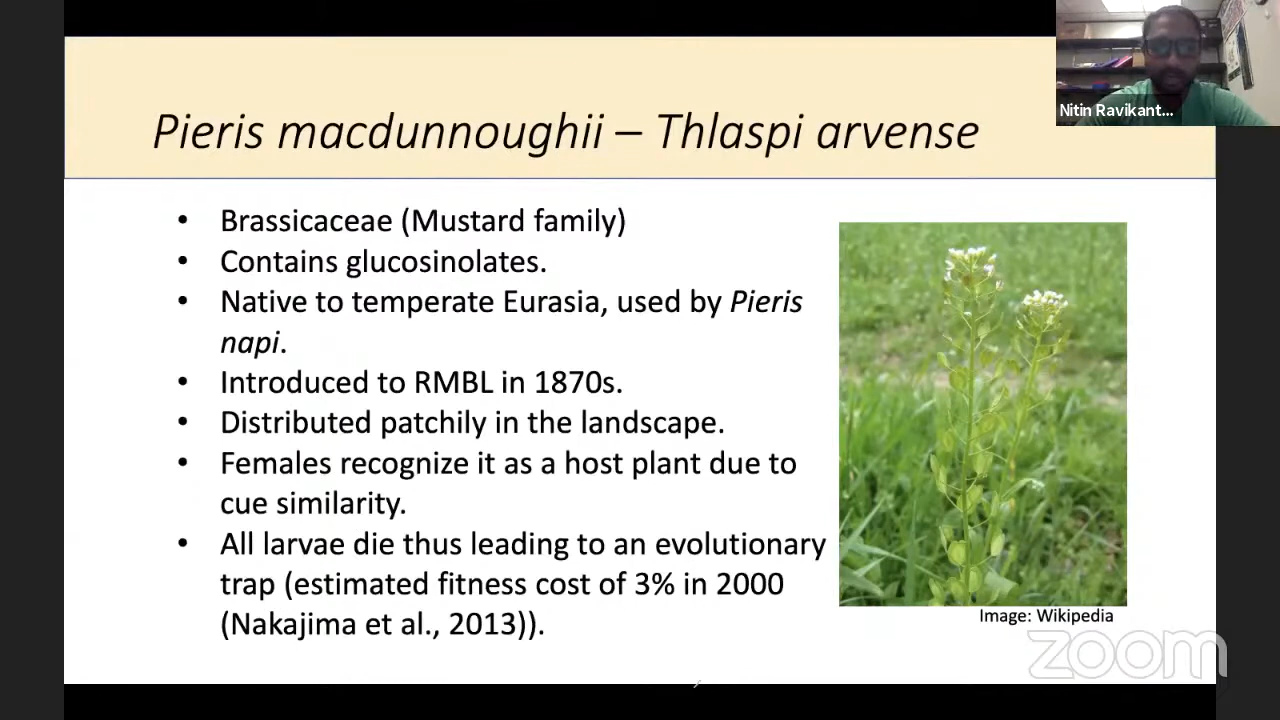 Nitin Ravikant...
Pieris macdunnoughii – Thlaspi arvense
• Brassicaceae (Mustard family)
• Contains glucosinolates.
• Native to temperate Eurasia, used by Pieris
napi.
• Introduced to RMBL in 1870s.
• Distributed patchily in the landscape.
• Females recognize it as a host plant due to
cue similarity.
• All larvae die thus leading to an evolutionary
trap (estimated fitness cost of 3% in 2000
(Nakajima et al., 2013)).
Image: Wikipedia
zoom